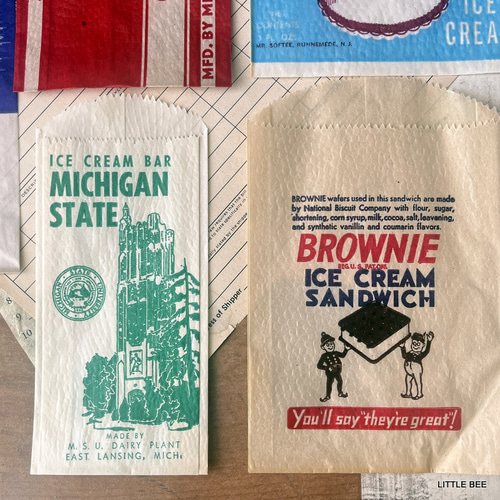 MFD. BY M
ICE
CREA
MR. SOFTEE, RUNNEMEDE, N.J.
ICE CREAM BAR
MICHIGAN
STATE
MADE BY
M. S. U. DAIRY PLANT
EAST LANSING, MICH.
BROWNIE wafers used in this sandwich are made
by National Biscuit Company with flour, sugar,
shortening, corn syrup, milk, cocoa, salt, leavening,
and synthetic vanillin and coumarin flavors.
BROWNIE
REG. U.S. PAT. OFF.
ICE CREAM
SANDWICH
You'll say "they're great"!
of Shipper
9
10
LITTLE BEE